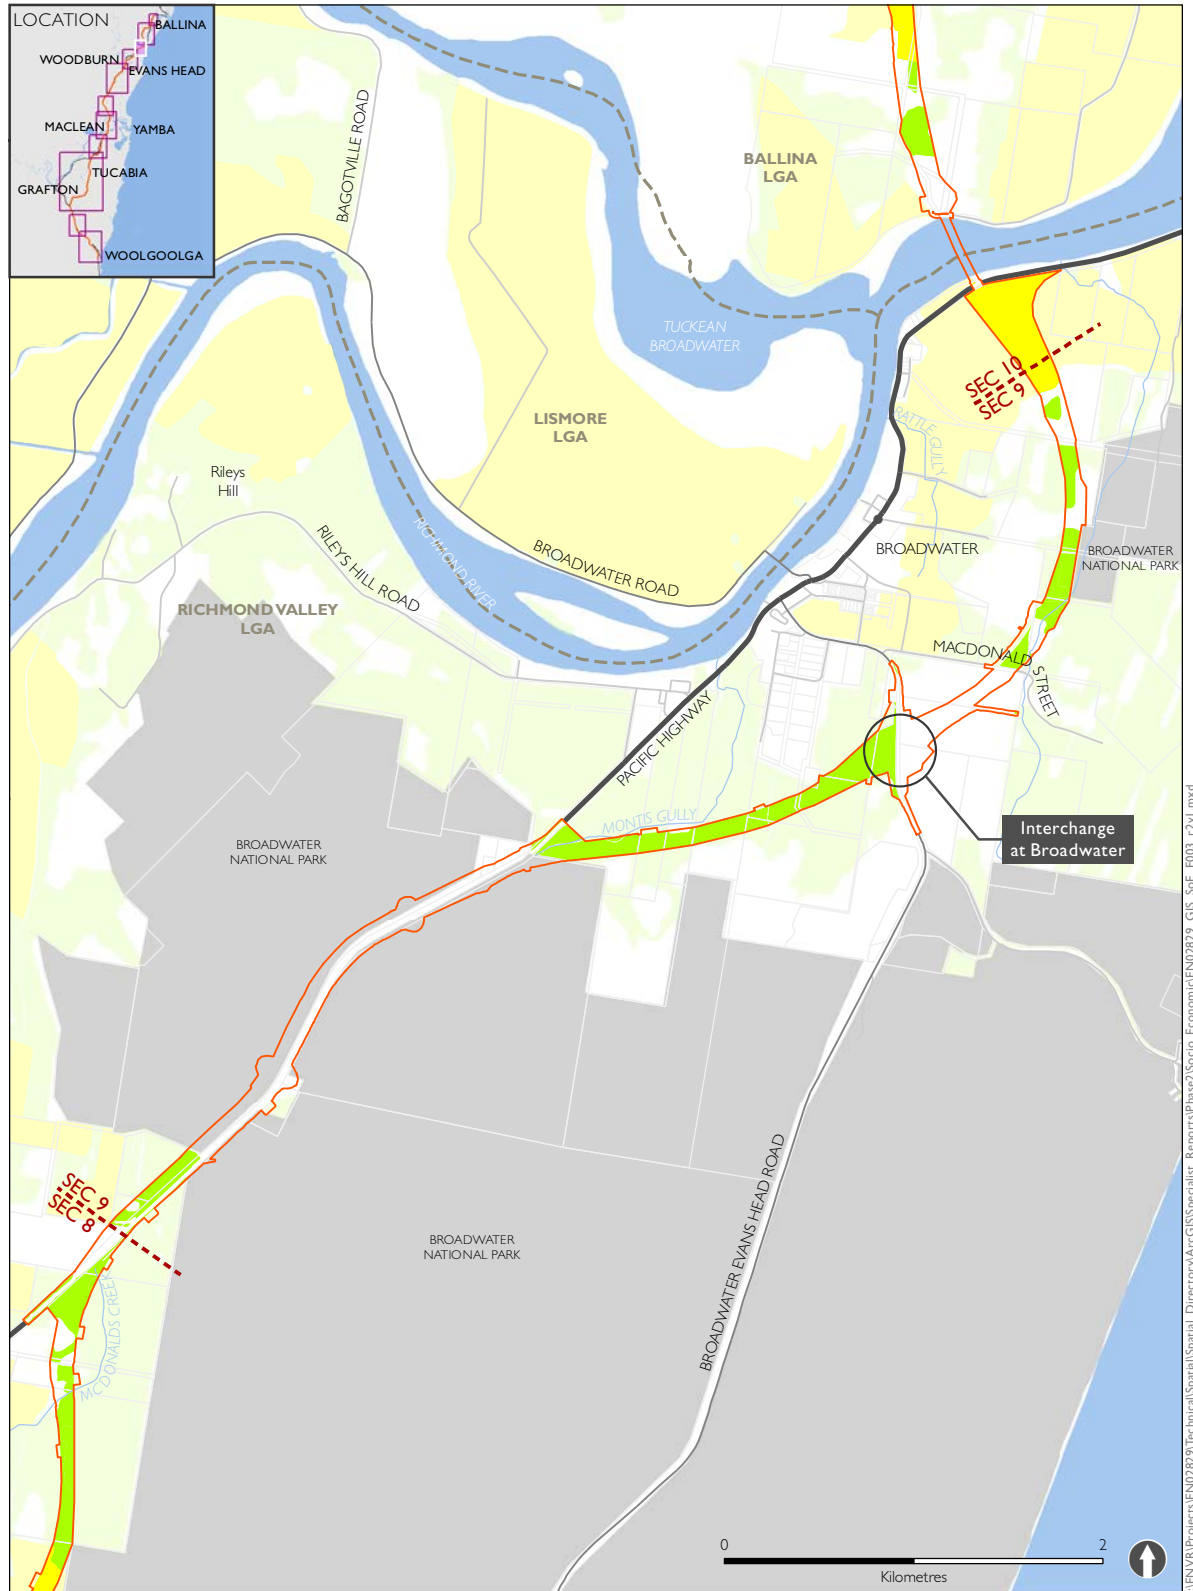 LOCATION
BALLINA
WOODBURN
EVANS HEAD
MACLEAN
YAMBA
TUCABIA
GRAFTON
WOOLGOOLGA
BAGOTVILLE ROAD
BALLINA
LGA
TUCKEAN
BROADWATER
SEC 10
SEC 9
LISMORE
LGA
RATTLE GULLY
Rileys
Hill
RILEYS HILL ROAD
RICHMOND RIVER
BROADWATER ROAD
BROADWATER
BROADWATER
NATIONAL PARK
RICHMOND VALLEY
LGA
MACDONALD STREET
PACIFIC HIGHWAY
MONTIS GULLY
Interchange
at Broadwater
BROADWATER
NATIONAL PARK
SEC 9
SEC 8
MCDONALDS CREEK
BROADWATER
NATIONAL PARK
BROADWATER EVANS HEAD ROAD
0 2
Kilometres